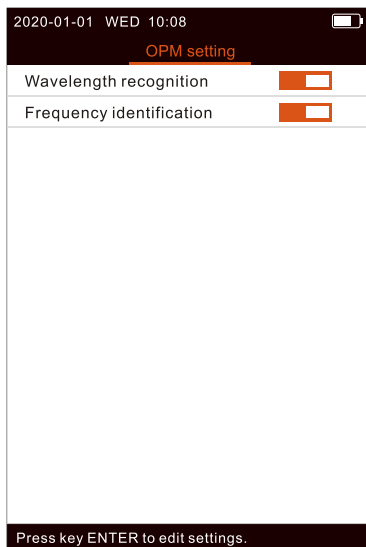 2020-01-01 WED 10:08
OPM setting
Wavelength recognition
Frequency identification
Press key ENTER to edit settings.